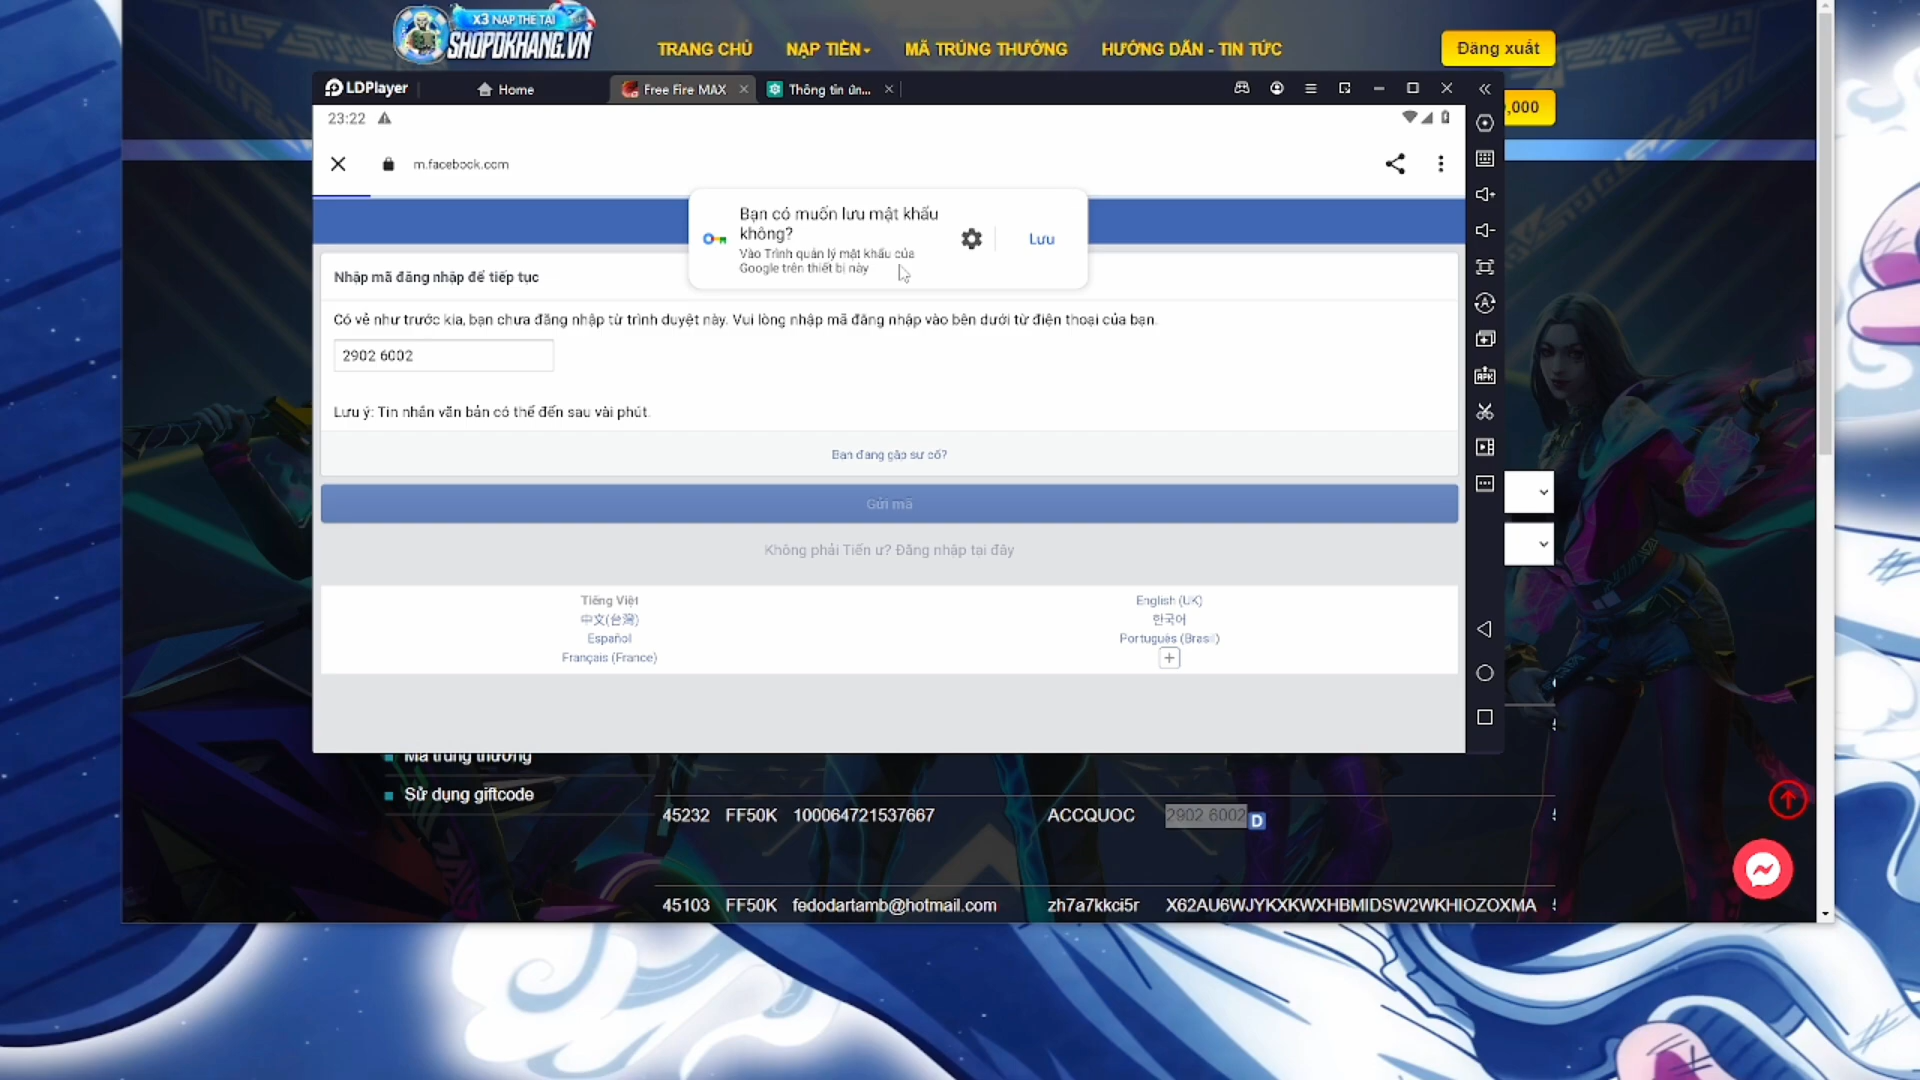 X3 NẠP THẺ TẠI
SHOPDKHANG.VN
TRANG CHỦ
NẠP TIỀN
MÃ TRÚNG THƯỞNG
HƯỚNG DẪN - TIN TỨC
Đăng xuất
LDPlayer
Home
Free Fire MAX
Thông tin ứn...
,000
23:22
m.facebook.com
Bạn có muốn lưu mật khẩu
không?
Vào Trình quản lý mật khẩu của
Google trên thiết bị này
Lưu
Nhập mã đăng nhập để tiếp tục
Có vẻ như trước kia, bạn chưa đăng nhập từ trình duyệt này. Vui lòng nhập mã đăng nhập vào bên dưới từ điện thoại của bạn.
2902 6002
Lưu ý: Tin nhắn văn bản có thể đến sau vài phút.
Bạn đang gặp sự cố?
Gửi mã
Không phải Tiến ư? Đăng nhập tại đây
Tiếng Việt
English (UK)
中文(台灣)
한국어
Español
Português (Brasil)
Français (France)
Mã trúng thưởng
Sử dụng giftcode
45232 FF50K 100064721537667 ACCQUOC 2902 6002 D
45103 FF50K fedodartamb@hotmail.com zh7a7kkci5r X62AU6WJYKXKWXHBMIDSW2WKHIOZOXMA